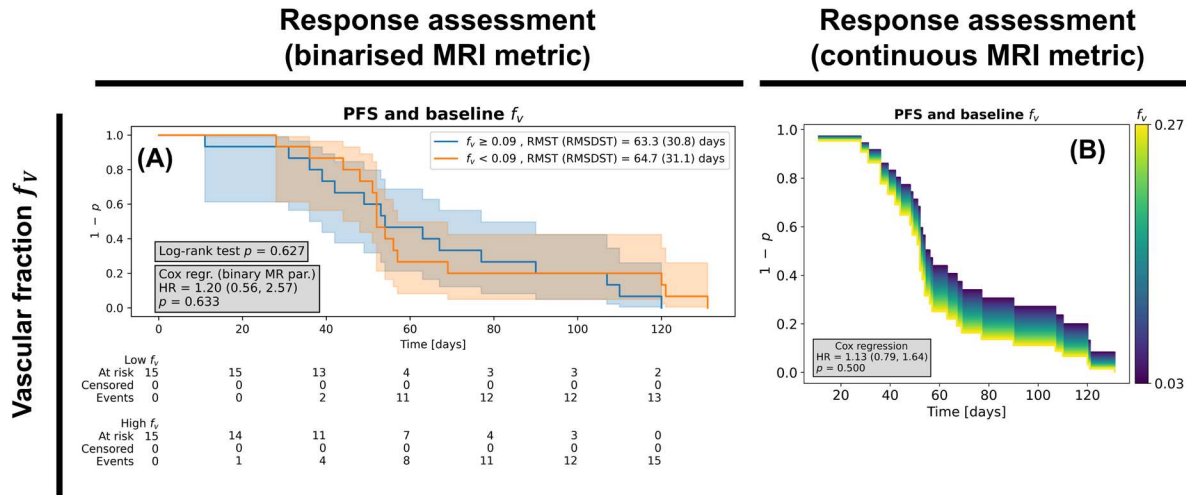 Response assessment
(binarised MRI metric)
Response assessment
(continuous MRI metric)
Vascular fraction fV
PFS and baseline fv
(A)
fv ≥ 0.09 , RMST (RMSDST) = 63.3 (30.8) days
fv < 0.09 , RMST (RMSDST) = 64.7 (31.1) days
1.0
0.8
0.6
0.4
0.2
0.0
1 − p
Log-rank test p = 0.627
Cox regr. (binary MR par.)
HR = 1.20 (0.56, 2.57)
p = 0.633
0 20 40 60 80 100 120
Time [days]
Low fv
At risk 15 15 13 4 3 3 2
Censored 0 0 0 0 0 0 0
Events 0 0 2 11 12 12 13
High fv
At risk 15 14 11 7 4 3 0
Censored 0 0 0 0 0 0 0
Events 0 1 4 8 11 12 15
PFS and baseline fv
(B)
fv
0.27
0.03
1.0
0.8
0.6
0.4
0.2
0.0
1 − p
Cox regression
HR = 1.13 (0.79, 1.64)
p = 0.500
20 40 60 80 100 120
Time [days]